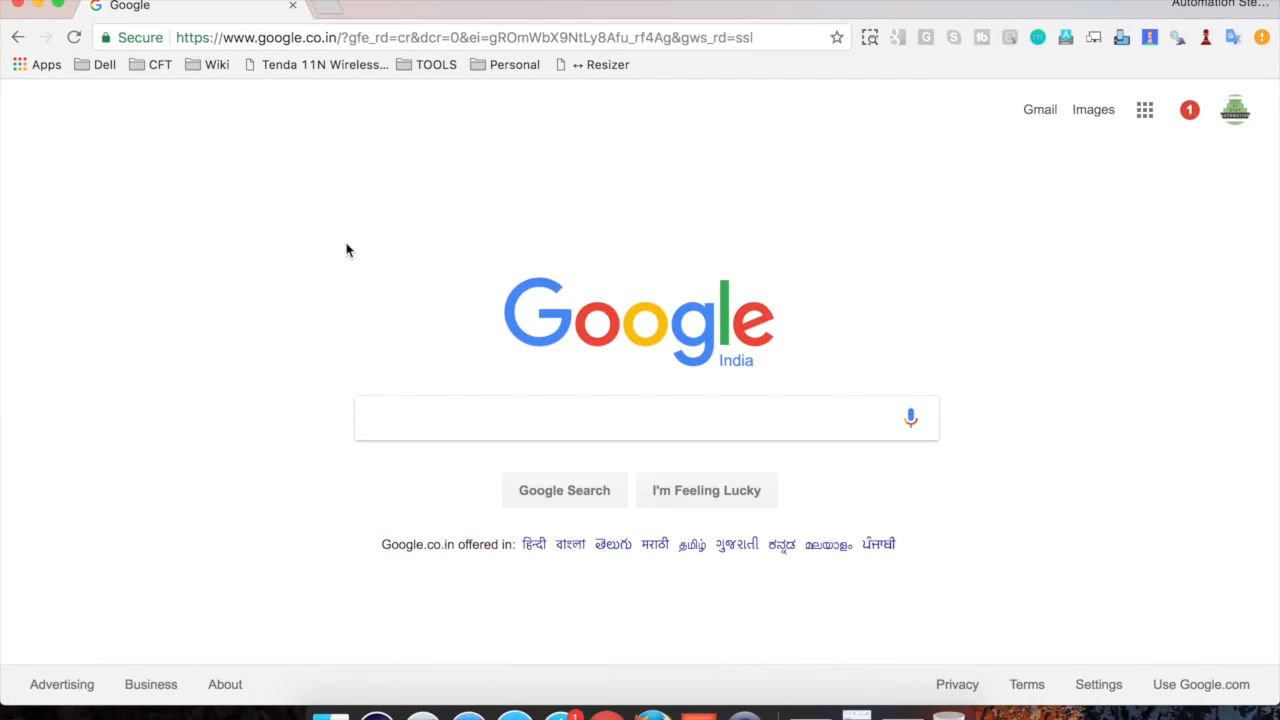 Google
Automation Ste...
Secure https://www.google.co.in/?gfe_rd=cr&dcr=0&ei=gROmWbX9NtLy8Afu_rf4Ag&gws_rd=ssl
Apps Dell CFT Wiki Tenda 11N Wireless... TOOLS Personal ↔ Resizer
Gmail Images 1
AUTOMATION
Google
India
Google Search I'm Feeling Lucky
Google.co.in offered in: हिन्दी বাংলা తెలుగు मराठी தமிழ் ગુજરાતી ಕನ್ನಡ മലയാളം ਪੰਜਾਬੀ
Advertising Business About Privacy Terms Settings Use Google.com
1